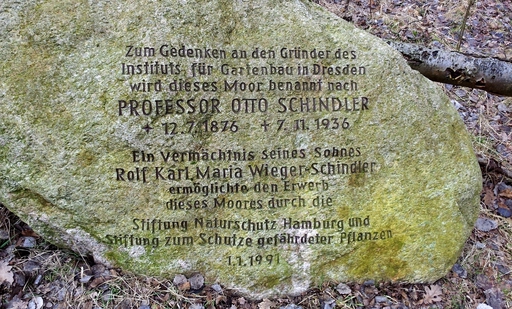 Zum Gedenken an den Gründer des
Instituts für Gartenbau in Dresden
wird dieses Moor benannt nach
PROFESSOR OTTO SCHINDLER
+ 12.7.1876 + 7.11.1936
Ein Vermächtnis seines Sohnes
Rolf Karl Maria Wieger-Schindler
ermöglichte den Erwerb
dieses Moores durch die
Stiftung Naturschutz Hamburg und
Stiftung zum Schutze gefährdeter Pflanzen
1.1.1991